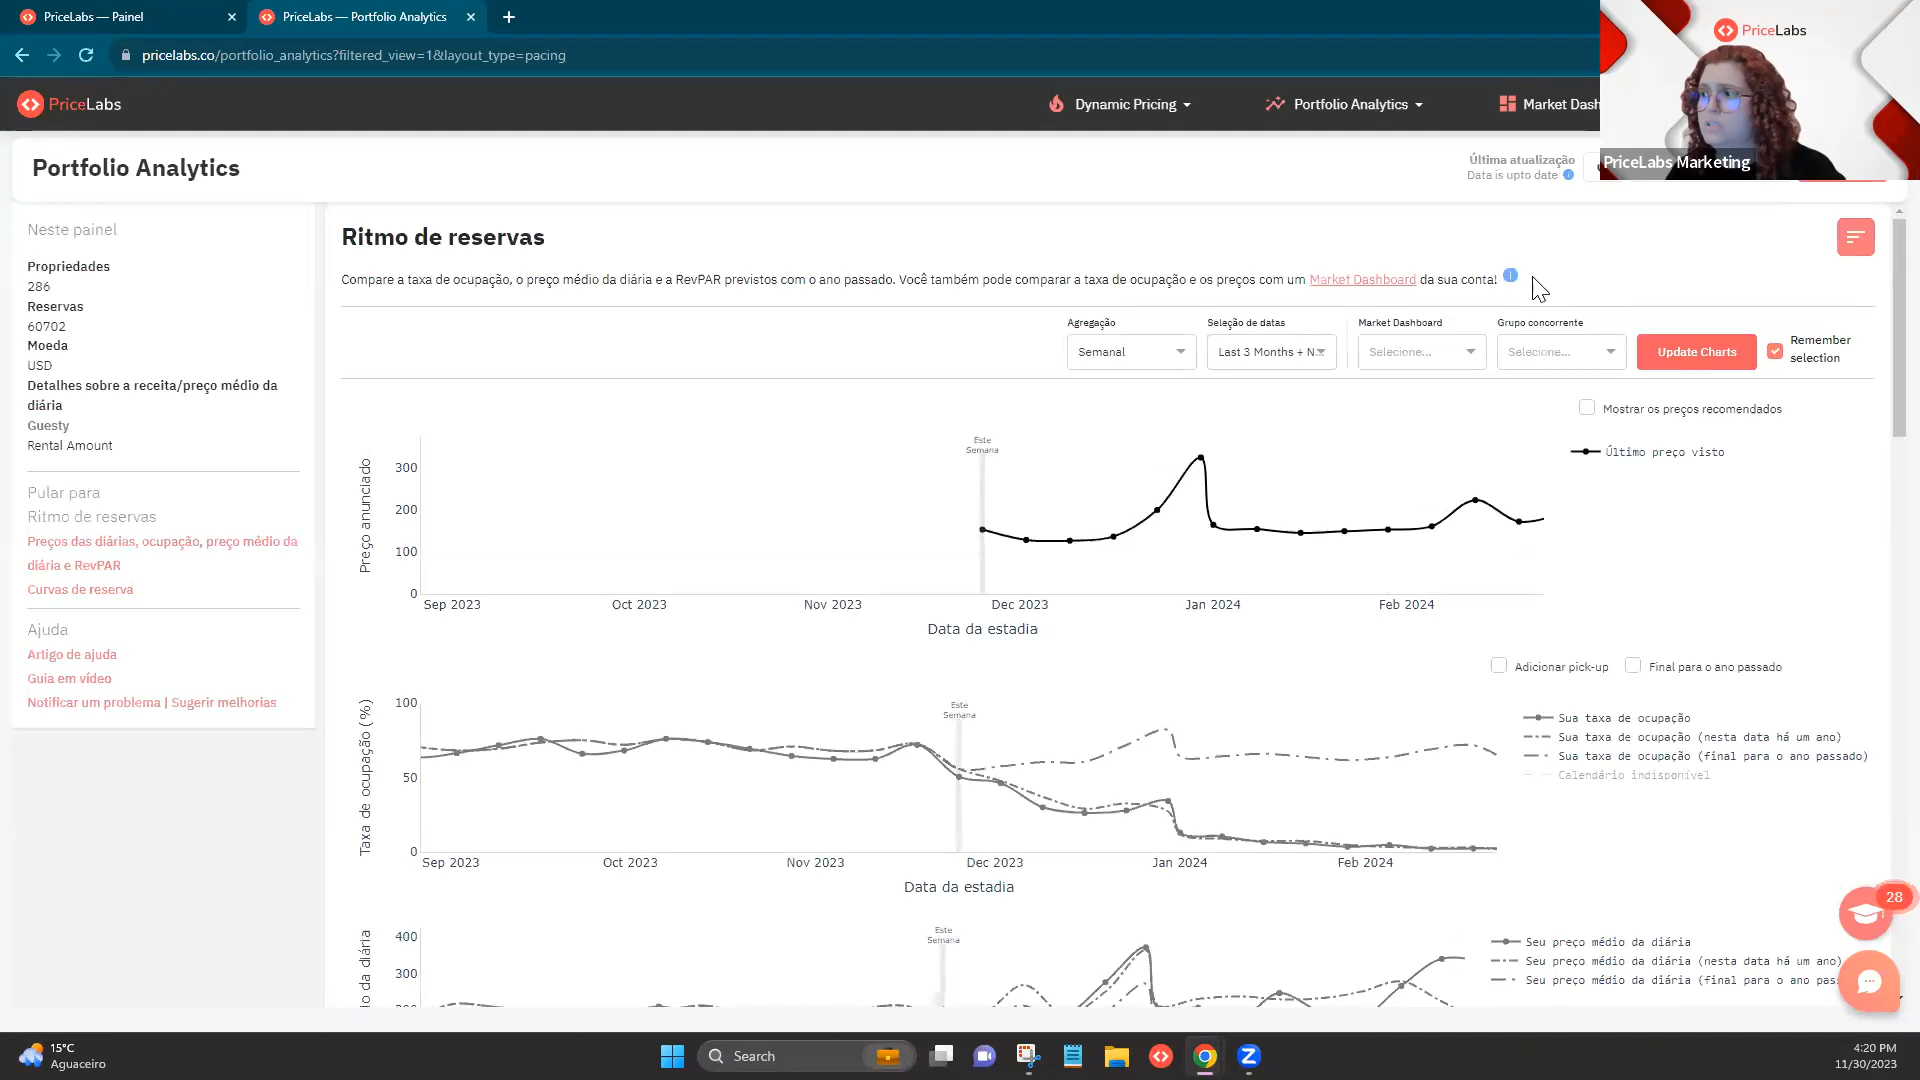 PriceLabs — Painel
PriceLabs — Portfolio Analytics
pricelabs.co/portfolio_analytics?filtered_view=1&layout_type=pacing
PriceLabs
Dynamic Pricing
Portfolio Analytics
Market Dash
PriceLabs
PriceLabs Marketing
Portfolio Analytics
Última atualização
Data is upto date
Neste painel
Propriedades
286
Reservas
60702
Moeda
USD
Detalhes sobre a receita/preço médio da
diária
Guesty
Rental Amount
Pular para
Ritmo de reservas
Preços das diárias, ocupação, preço médio da
diária e RevPAR
Curvas de reserva
Ajuda
Artigo de ajuda
Guia em vídeo
Notificar um problema | Sugerir melhorias
Ritmo de reservas
Compare a taxa de ocupação, o preço médio da diária e a RevPAR previstos com o ano passado. Você também pode comparar a taxa de ocupação e os preços com um Market Dashboard da sua conta!
Agregação
Semanal
Seleção de datas
Last 3 Months + N...
Market Dashboard
Selecione...
Grupo concorrente
Selecione...
Update Charts
Remember
selection
Mostrar os preços recomendados
Último preço visto
Preço anunciado
300
200
100
0
Este
Semana
Sep 2023
Oct 2023
Nov 2023
Dec 2023
Jan 2024
Feb 2024
Data da estadia
Adicionar pick-up
Final para o ano passado
Taxa de ocupação (%)
100
50
0
Este
Semana
Sua taxa de ocupação
Sua taxa de ocupação (nesta data há um ano)
Sua taxa de ocupação (final para o ano passado)
Calendário indisponível
Sep 2023
Oct 2023
Nov 2023
Dec 2023
Jan 2024
Feb 2024
Data da estadia
io da diária
400
300
Este
Semana
Seu preço médio da diária
Seu preço médio da diária (nesta data há um ano)
Seu preço médio da diária (final para o ano pas
28
15°C
Aguaceiro
Search
4:20 PM
11/30/2023